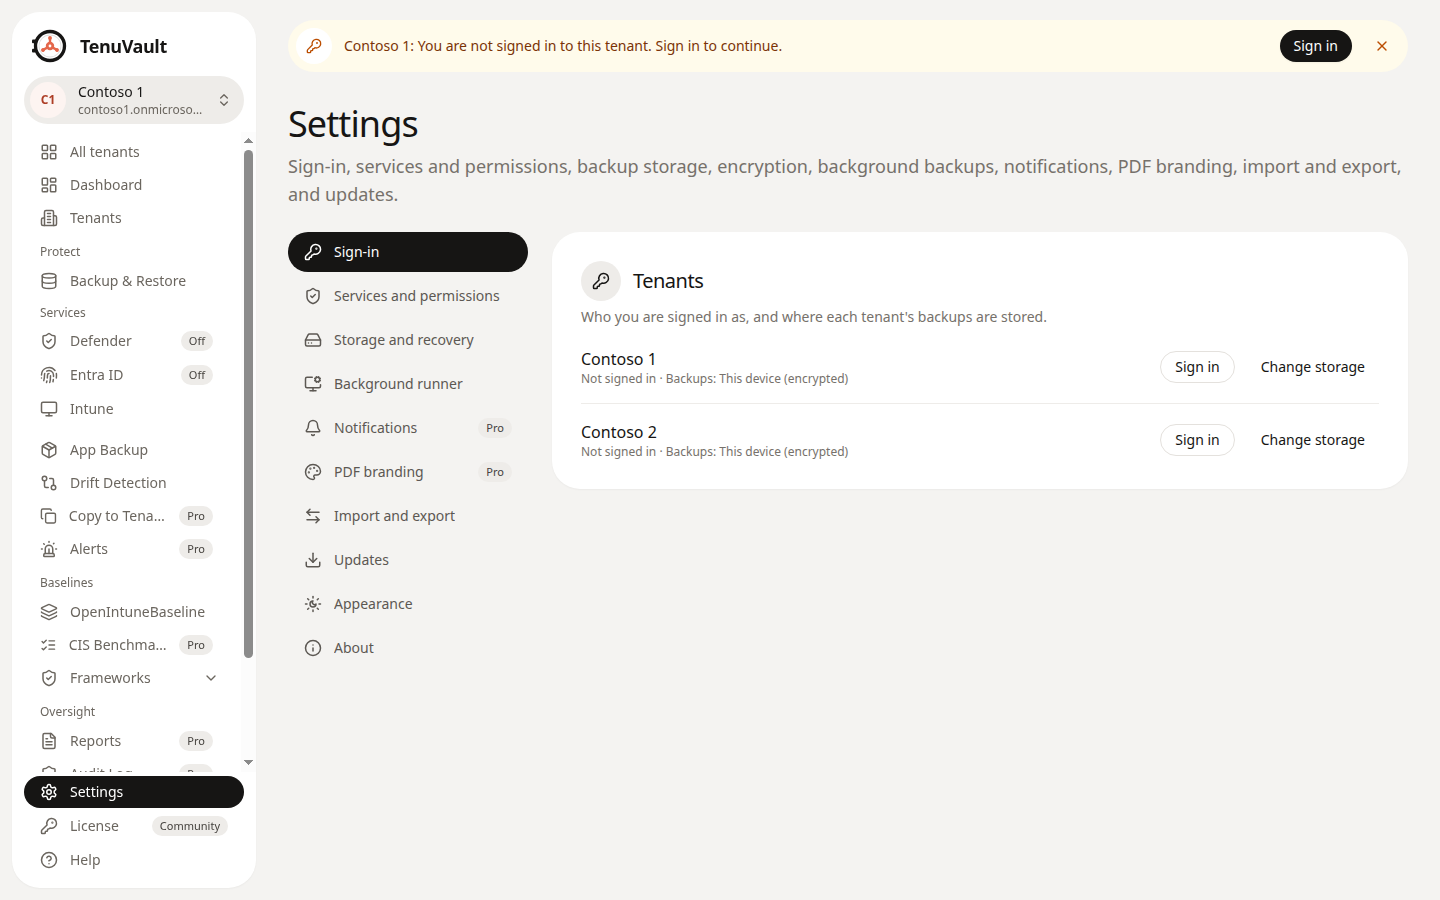 TenuVault
C1
Contoso 1
contoso1.onmicroso...
All tenants
Dashboard
Tenants
Protect
Backup & Restore
Services
Defender Off
Entra ID Off
Intune
App Backup
Drift Detection
Copy to Tena... Pro
Alerts Pro
Baselines
OpenIntuneBaseline
CIS Benchma... Pro
Frameworks
Oversight
Reports Pro
Settings
License Community
Help
Contoso 1: You are not signed in to this tenant. Sign in to continue.
Sign in
Settings
Sign-in, services and permissions, backup storage, encryption, background backups, notifications, PDF branding, import and export,
and updates.
Sign-in
Services and permissions
Storage and recovery
Background runner
Notifications Pro
PDF branding Pro
Import and export
Updates
Appearance
About
Tenants
Who you are signed in as, and where each tenant's backups are stored.
Contoso 1
Not signed in · Backups: This device (encrypted)
Sign in Change storage
Contoso 2
Not signed in · Backups: This device (encrypted)
Sign in Change storage